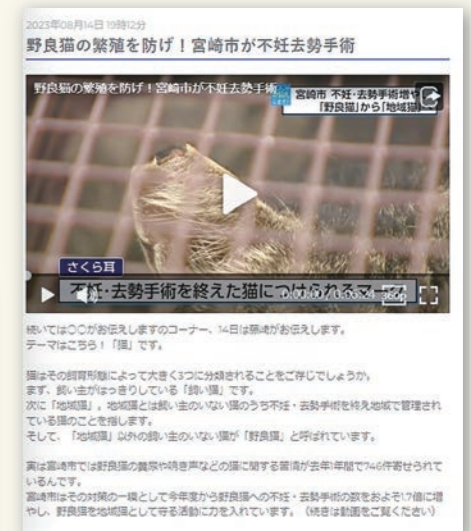 2023年08月14日 19時12分
野良猫の繁殖を防げ!宮崎市が不妊去勢手術
野良猫の繁殖を防げ!宮崎市が不妊去勢手術
宮崎市 不妊・去勢手術増や
「野良猫」から「地域猫」
さくら耳
不妊・去勢手術を終えた猫につけられるマーク
360p
続いては〇〇がお伝えしますのコーナー、14日は藤崎がお伝えします。
テーマはこちら!「猫」です。
猫はその飼育形態によって大きく3つに分類されることをご存じでしょうか。
まず、飼い主がはっきりしている「飼い猫」です。
次に「地域猫」。地域猫とは飼い主のいない猫のうち不妊・去勢手術を終え地域で管理され
ている猫のことを指します。
そして、「地域猫」以外の飼い主のいない猫が「野良猫」と呼ばれています。
実は宮崎市では野良猫の糞尿や鳴き声などの猫に関する苦情が去年1年間で746件寄せられて
いるんです。
宮崎市はその対策の一環として今年度から野良猫への不妊・去勢手術の数をおよそ1.7倍に増
やし、野良猫を地域猫として守る活動に力を入れています。(続きは動画をご覧ください)